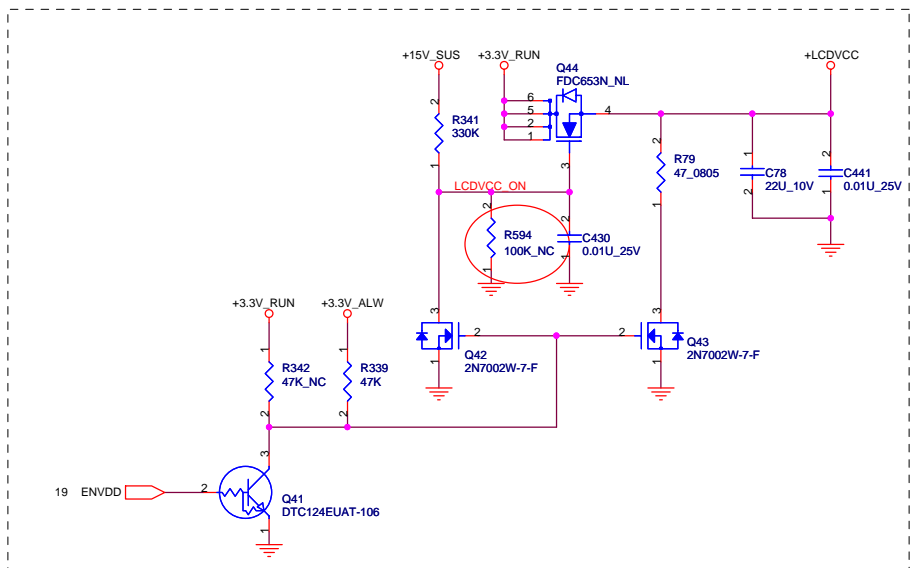 +15V_SUS
+3.3V_RUN
+LCDVCC
Q44
FDC653N_NL
6
5
2
1
4
3
2
R341
330K
1
LCDVCC_ON
2
R594
100K_NC
1
2
C430
0.01U_25V
1
2
R79
47_0805
1
1
C78
22U_10V
2
2
C441
0.01U_25V
1
+3.3V_RUN
+3.3V_ALW
1
R342
47K_NC
2
1
R339
47K
2
3
2
Q42
2N7002W-7-F
1
3
2
Q43
2N7002W-7-F
1
19 ENVDD
2
3
Q41
DTC124EUAT-106
1